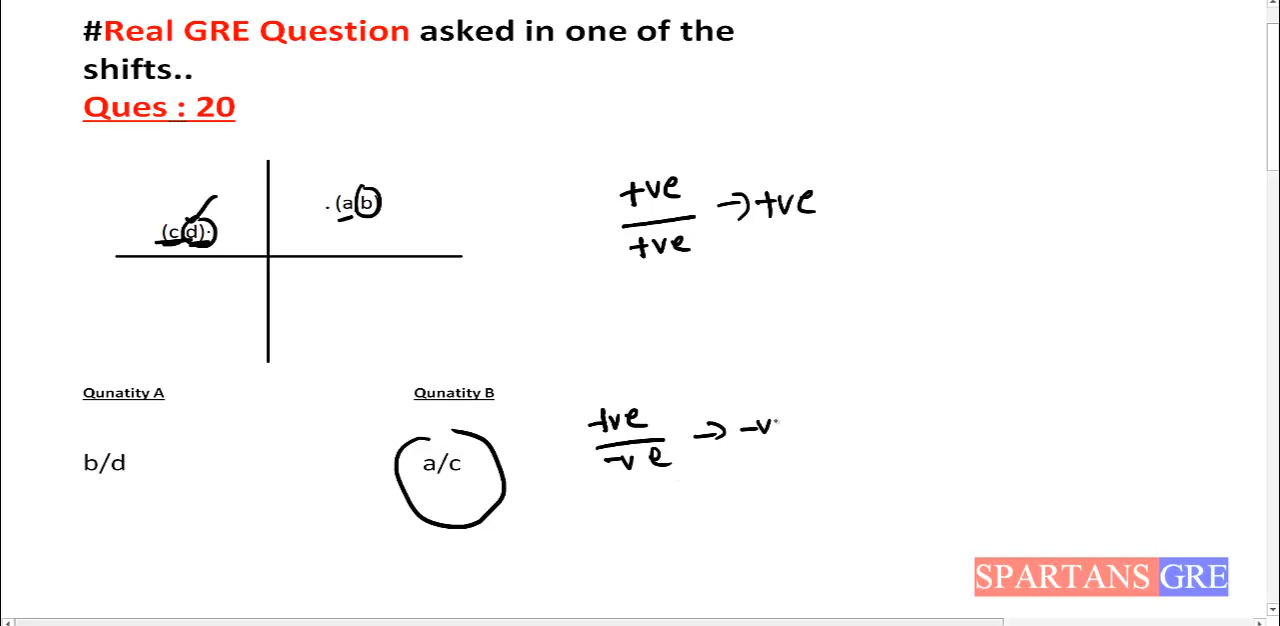 #Real GRE Question asked in one of the
shifts..
Ques : 20
. (a b)
(c d).
+ve
+ve
→ +ve
Qunatity A
Qunatity B
b/d
a/c
+ve
-ve
→ -v
SPARTANS GRE